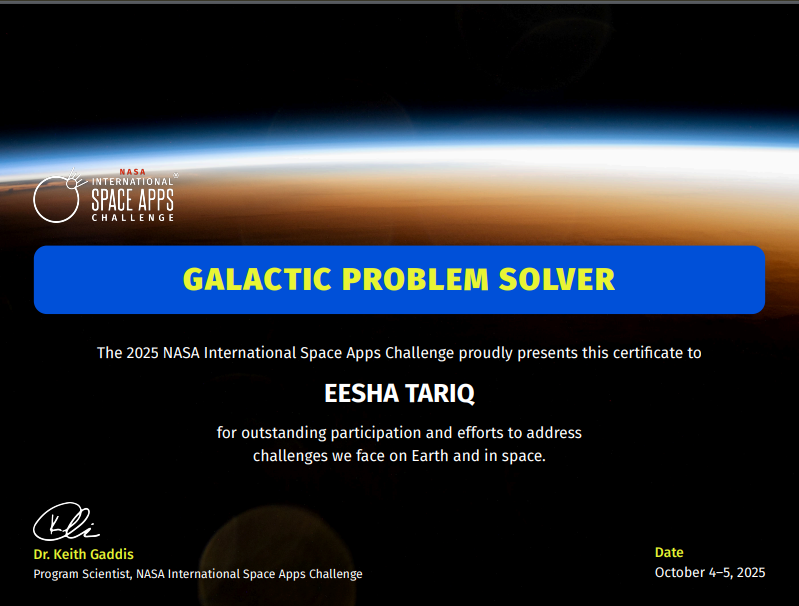 NASA
INTERNATIONAL
SPACE APPS
CHALLENGE
GALACTIC PROBLEM SOLVER
The 2025 NASA International Space Apps Challenge proudly presents this certificate to
EESHA TARIQ
for outstanding participation and efforts to address
challenges we face on Earth and in space.
Dr. Keith Gaddis
Program Scientist, NASA International Space Apps Challenge
Date
October 4–5, 2025